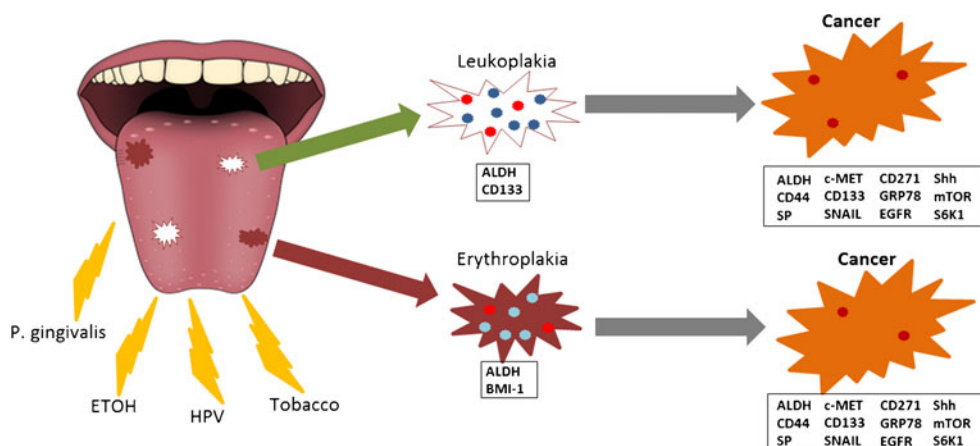 Cancer
Leukoplakia
ALDH
CD133
ALDH c-MET CD271 Shh
CD44 CD133 GRP78 mTOR
SP SNAIL EGFR S6K1
Erythroplakia
ALDH
BMI-1
Cancer
ALDH c-MET CD271 Shh
CD44 CD133 GRP78 mTOR
SP SNAIL EGFR S6K1
P. gingivalis
ETOH
HPV
Tobacco